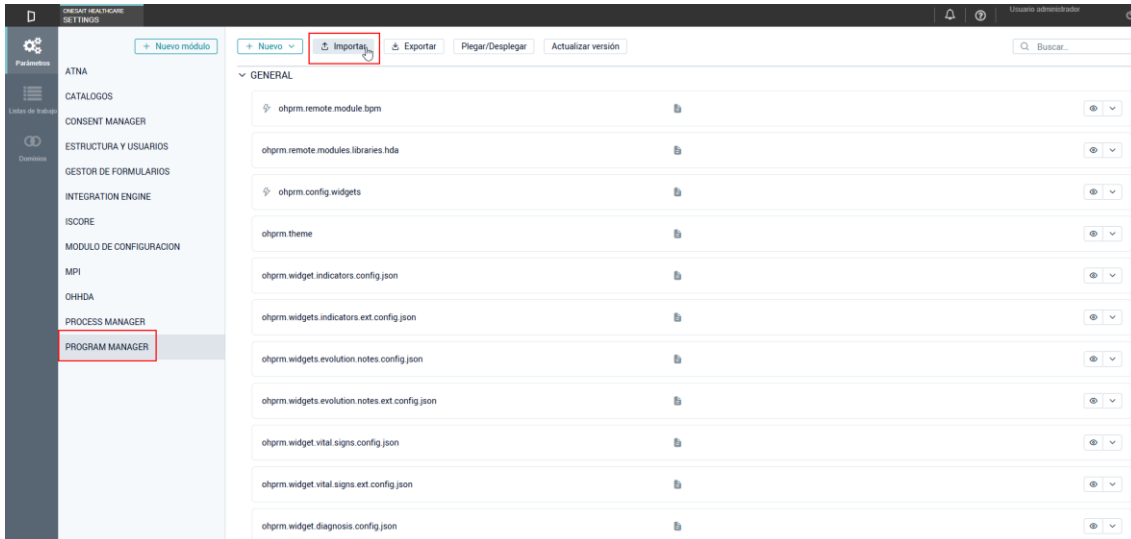 ONESAIT HEALTHCARE
SETTINGS
Usuario administrador
Parámetros
Listas de trabajo
Dominios
+ Nuevo módulo
ATNA
CATALOGOS
CONSENT MANAGER
ESTRUCTURA Y USUARIOS
GESTOR DE FORMULARIOS
INTEGRATION ENGINE
ISCORE
MODULO DE CONFIGURACION
MPI
OHHDA
PROCESS MANAGER
PROGRAM MANAGER
+ Nuevo Importar Exportar Plegar/Desplegar Actualizar versión Buscar...
GENERAL
ohprm.remote.module.bpm
ohprm.remote.modules.libraries.hda
ohprm.config.widgets
ohprm.theme
ohprm.widget.indicators.config.json
ohprm.widgets.indicators.ext.config.json
ohprm.widgets.evolution.notes.config.json
ohprm.widgets.evolution.notes.ext.config.json
ohprm.widget.vital.signs.config.json
ohprm.widget.vital.signs.ext.config.json
ohprm.widget.diagnosis.config.json